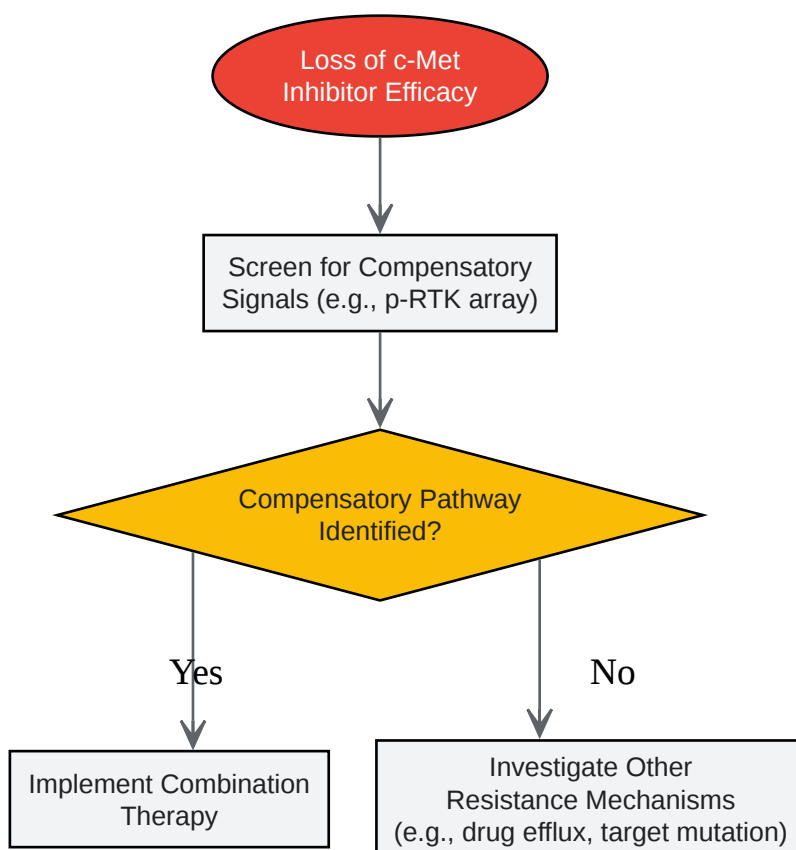 Loss of c-Met
Inhibitor Efficacy
Screen for Compensatory
Signals (e.g., p-RTK array)
Compensatory Pathway
Identified?
Yes
No
Implement Combination
Therapy
Investigate Other
Resistance Mechanisms
(e.g., drug efflux, target mutation)